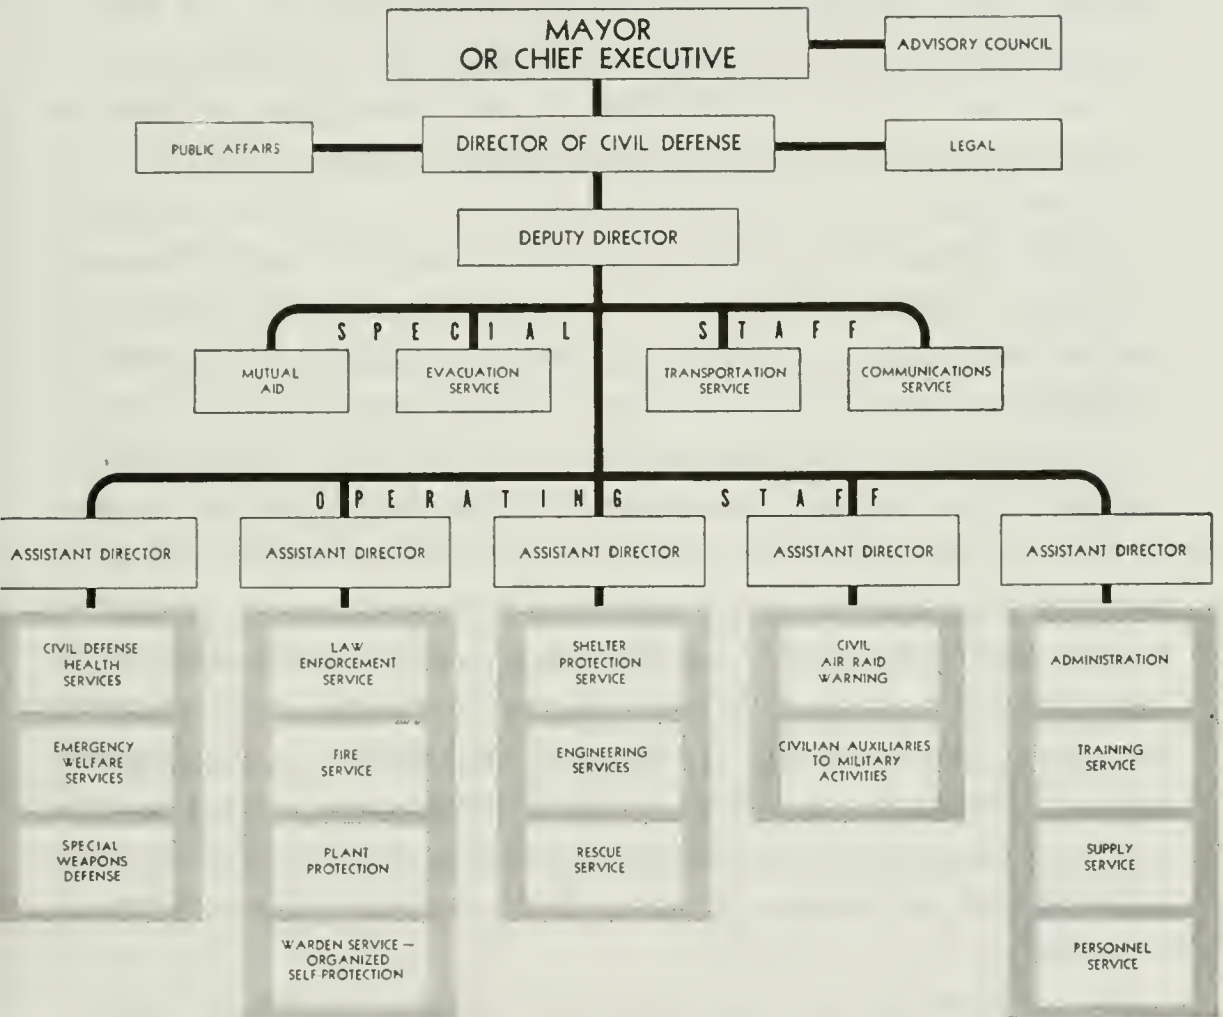 MAYOR
OR CHIEF EXECUTIVE
ADVISORY COUNCIL
PUBLIC AFFAIRS
DIRECTOR OF CIVIL DEFENSE
LEGAL
DEPUTY DIRECTOR
SPECIAL STAFF
MUTUAL
AID
EVACUATION
SERVICE
TRANSPORTATION
SERVICE
COMMUNICATIONS
SERVICE
OPERATING STAFF
ASSISTANT DIRECTOR
ASSISTANT DIRECTOR
ASSISTANT DIRECTOR
ASSISTANT DIRECTOR
ASSISTANT DIRECTOR
CIVIL DEFENSE
HEALTH
SERVICES
EMERGENCY
WELFARE
SERVICES
SPECIAL
WEAPONS
DEFENSE
LAW
ENFORCEMENT
SERVICE
FIRE
SERVICE
PLANT
PROTECTION
WARDEN SERVICE —
ORGANIZED
SELF-PROTECTION
SHELTER
PROTECTION
SERVICE
ENGINEERING
SERVICES
RESCUE
SERVICE
CIVIL
AIR RAID
WARNING
CIVILIAN AUXILIARIES
TO MILITARY
ACTIVITIES
ADMINISTRATION
TRAINING
SERVICE
SUPPLY
SERVICE
PERSONNEL
SERVICE